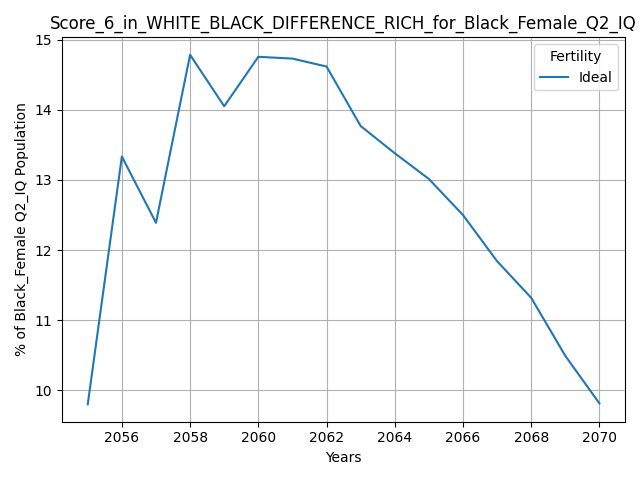 Score_6_in_WHITE_BLACK_DIFFERENCE_RICH_for_Black_Female_Q2_IQ
Fertility
Ideal
15
14
13
12
11
10
% of Black_Female Q2_IQ Population
2056 2058 2060 2062 2064 2066 2068 2070
Years